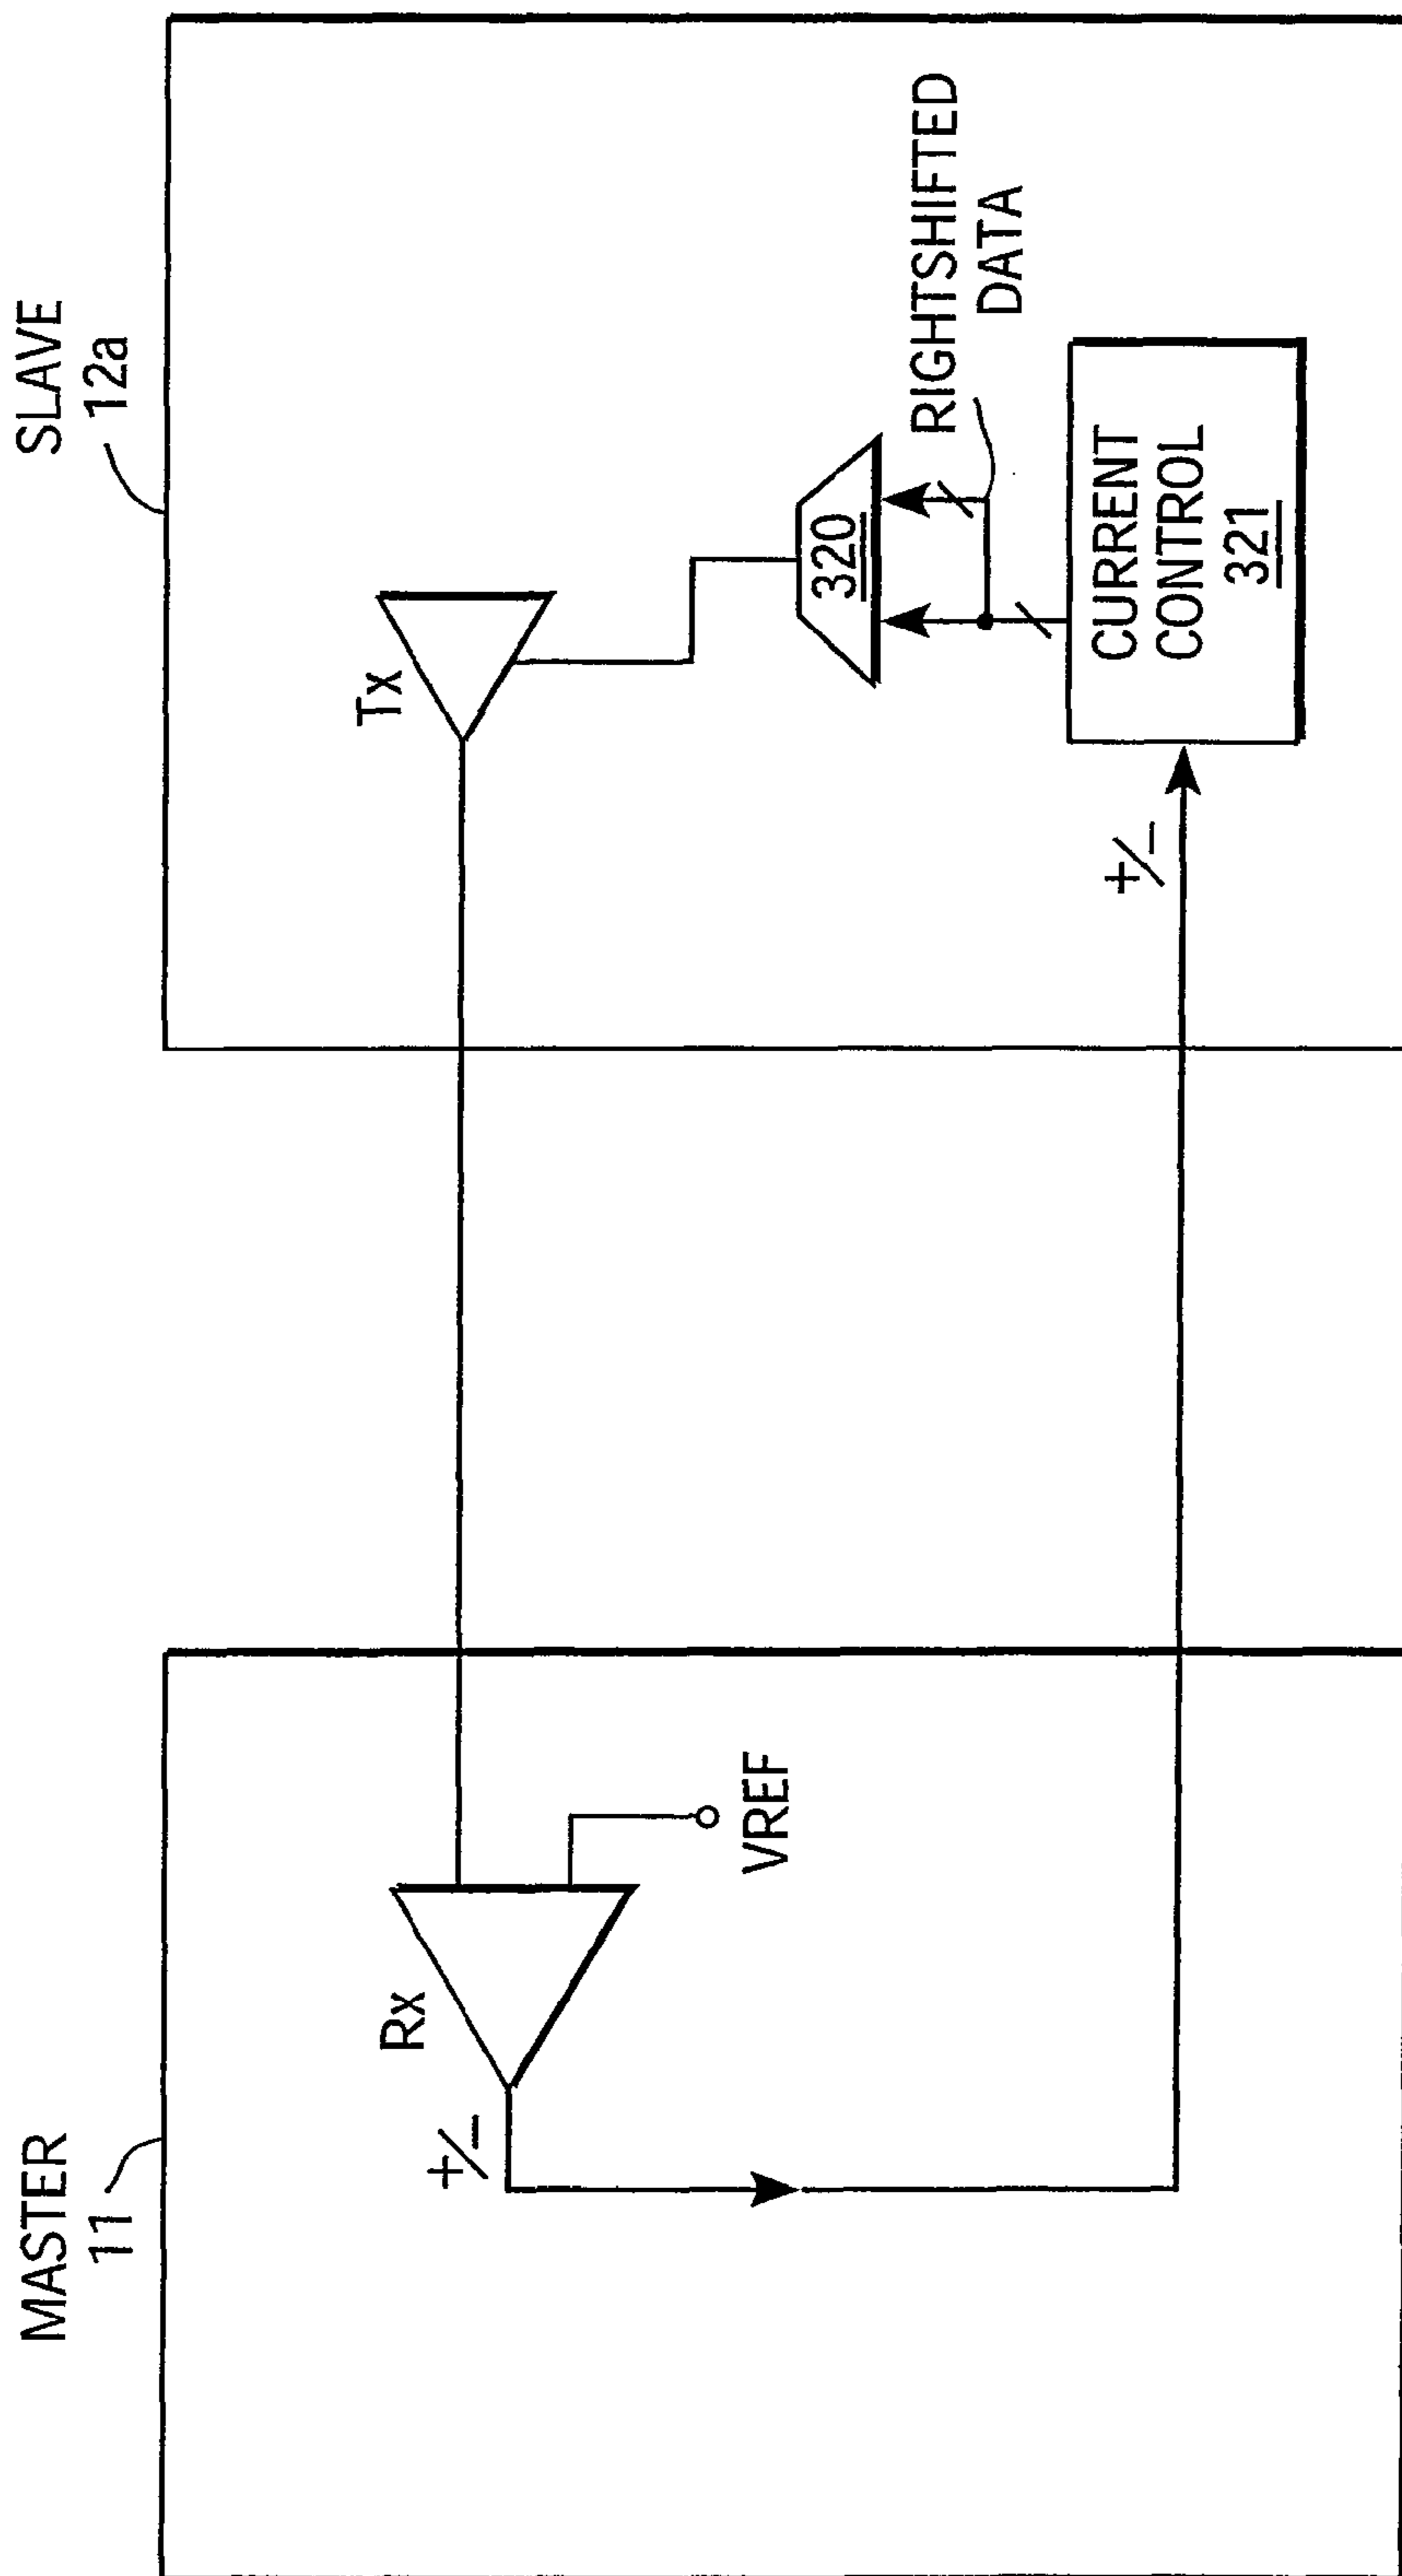 MASTER
11
SLAVE
12a
Rx
+/−
VREF
Tx
320
RIGHTSHIFTED
DATA
+/−
CURRENT
CONTROL
321